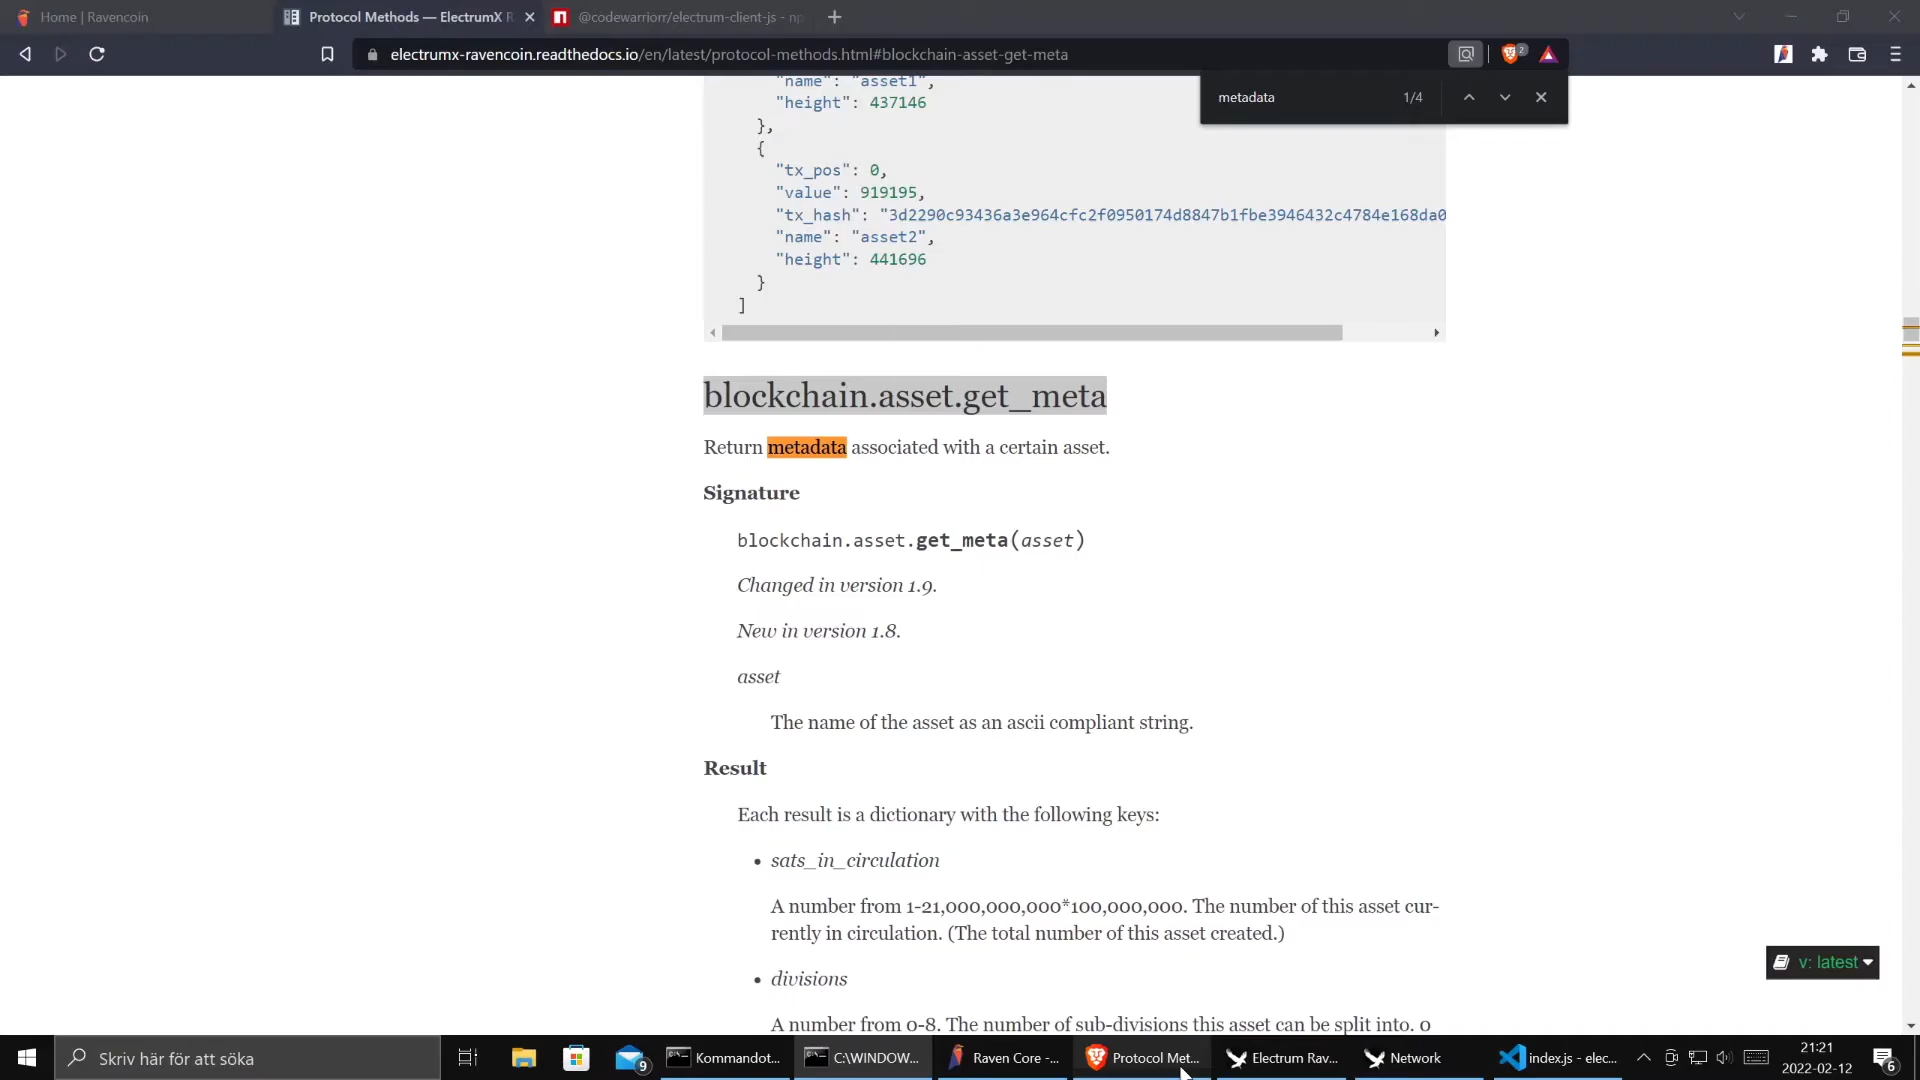 Home | Ravencoin
Protocol Methods — ElectrumX R
@codewarriorr/electrum-client-js - np
electrumx-ravencoin.readthedocs.io/en/latest/protocol-methods.html#blockchain-asset-get-meta
2
metadata
1/4
"name": "asset1",
"height": 437146
},
{
"tx_pos": 0,
"value": 919195,
"tx_hash": "3d2290c93436a3e964cfc2f0950174d8847b1fbe3946432c4784e168da0
"name": "asset2",
"height": 441696
}
]
blockchain.asset.get_meta
Return metadata associated with a certain asset.
Signature
blockchain.asset.get_meta(asset)
Changed in version 1.9.
New in version 1.8.
asset
The name of the asset as an ascii compliant string.
Result
Each result is a dictionary with the following keys:
• sats_in_circulation
A number from 1-21,000,000,000*100,000,000. The number of this asset cur-
rently in circulation. (The total number of this asset created.)
• divisions
A number from 0-8. The number of sub-divisions this asset can be split into. 0
v: latest
Skriv här för att söka
9
Kommandot...
C:\WINDOW...
Raven Core -...
Protocol Met...
Electrum Rav...
Network
index.js - elec...
21:21
2022-02-12
6